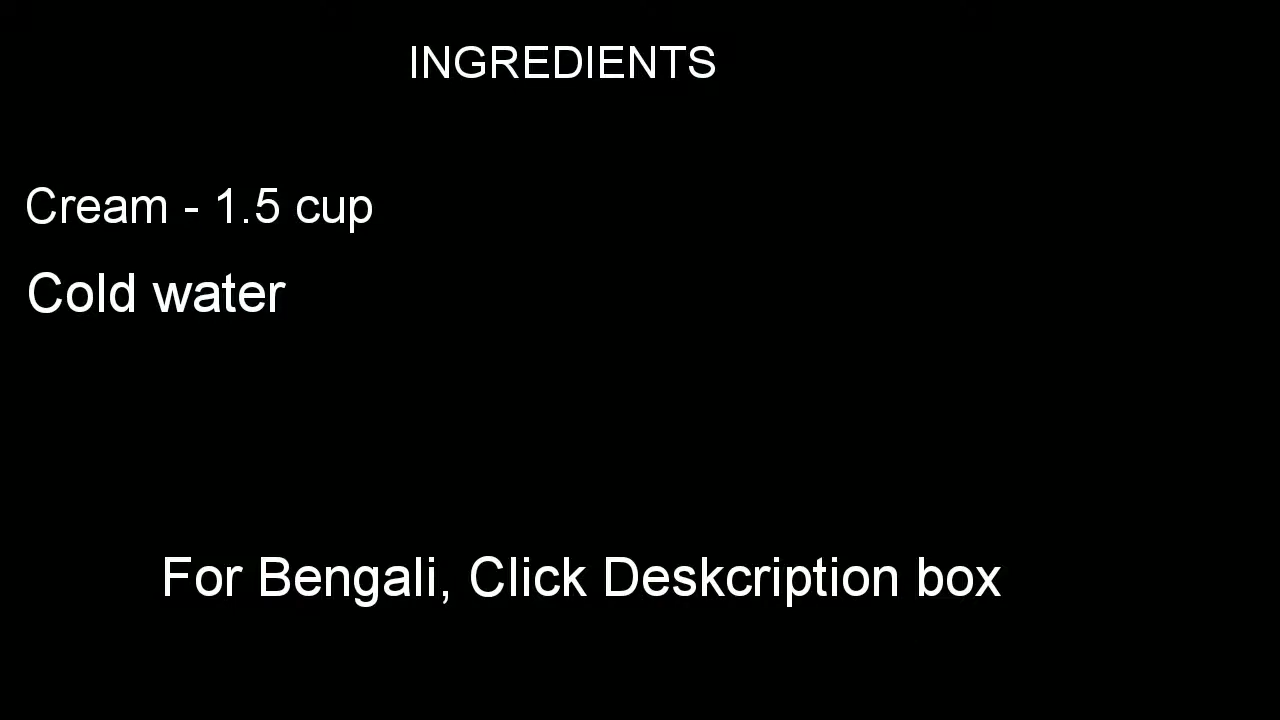 INGREDIENTS
Cream - 1.5 cup
Cold water
For Bengali, Click Deskcription box